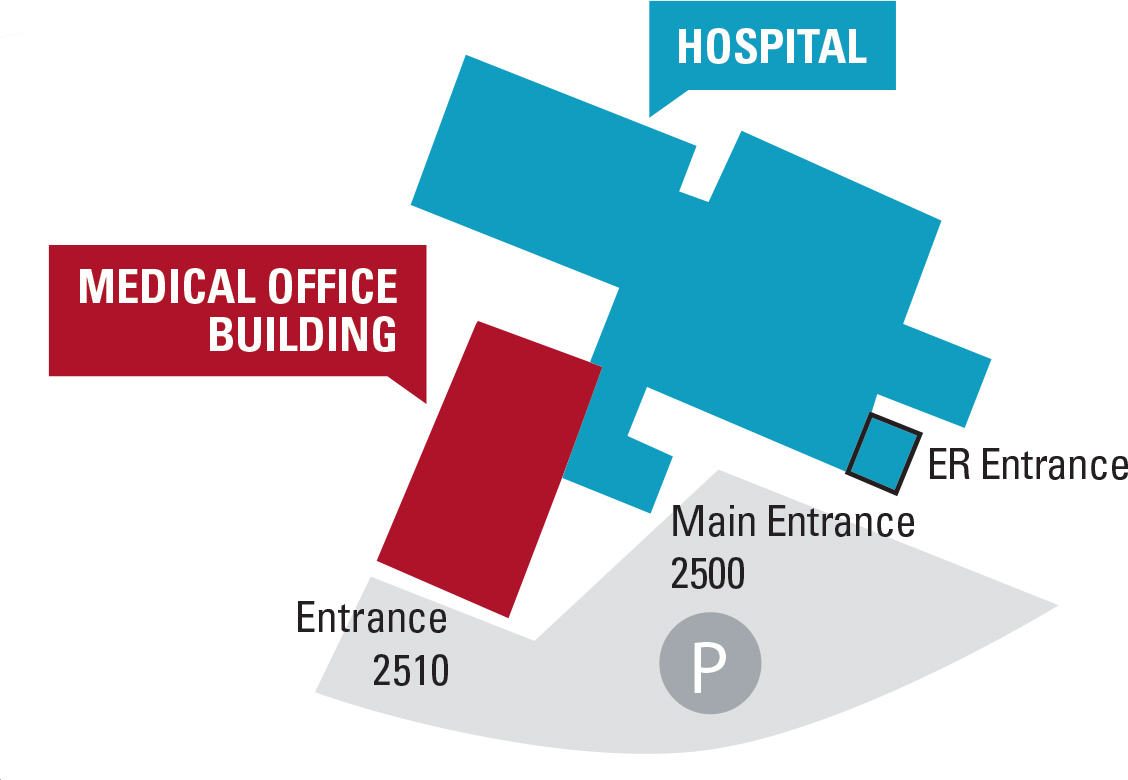 HOSPITAL
MEDICAL OFFICE
BUILDING
ER Entrance
Main Entrance
2500
Entrance
2510
P